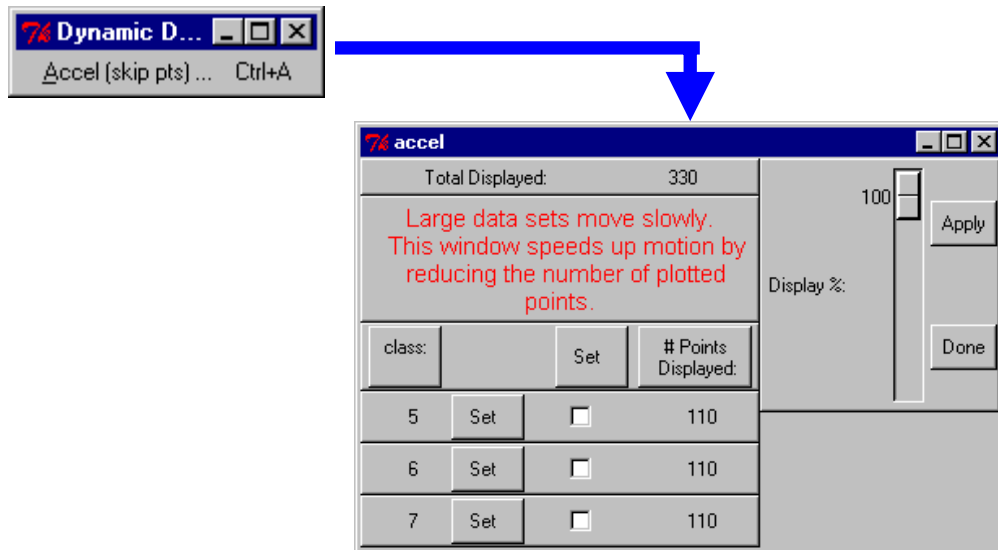 Dynamic D...
Accel (skip pts) ... Ctrl+A
accel
Total Displayed: 330
Large data sets move slowly.
This window speeds up motion by
reducing the number of plotted
points.
100
Apply
Display %:
Done
class:
Set
# Points
Displayed:
5 Set 110
6 Set 110
7 Set 110